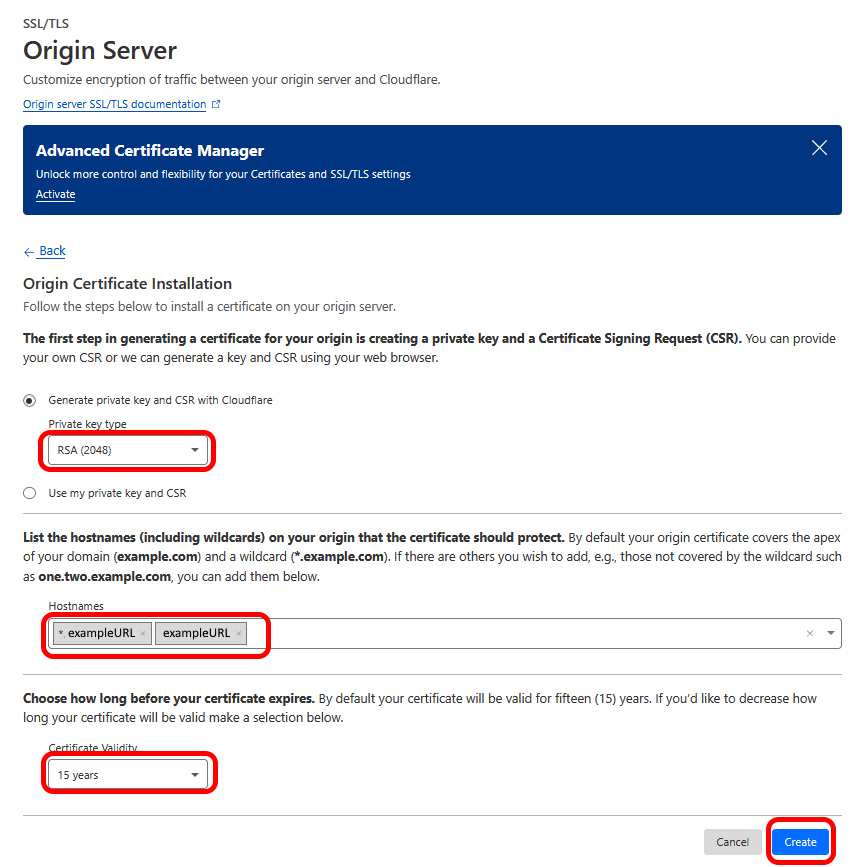 SSL/TLS
Origin Server
Customize encryption of traffic between your origin server and Cloudflare.
Origin server SSL/TLS documentation
Advanced Certificate Manager
Unlock more control and flexibility for your Certificates and SSL/TLS settings
Activate
← Back
Origin Certificate Installation
Follow the steps below to install a certificate on your origin server.
The first step in generating a certificate for your origin is creating a private key and a Certificate Signing Request (CSR). You can provide
your own CSR or we can generate a key and CSR using your web browser.
Generate private key and CSR with Cloudflare
Private key type
RSA (2048)
Use my private key and CSR
List the hostnames (including wildcards) on your origin that the certificate should protect. By default your origin certificate covers the apex
of your domain (example.com) and a wildcard (*.example.com). If there are others you wish to add, e.g., those not covered by the wildcard such
as one.two.example.com, you can add them below.
Hostnames
*. exampleURL × exampleURL ×
Choose how long before your certificate expires. By default your certificate will be valid for fifteen (15) years. If you'd like to decrease how
long your certificate will be valid make a selection below.
Certificate Validity
15 years
Cancel Create